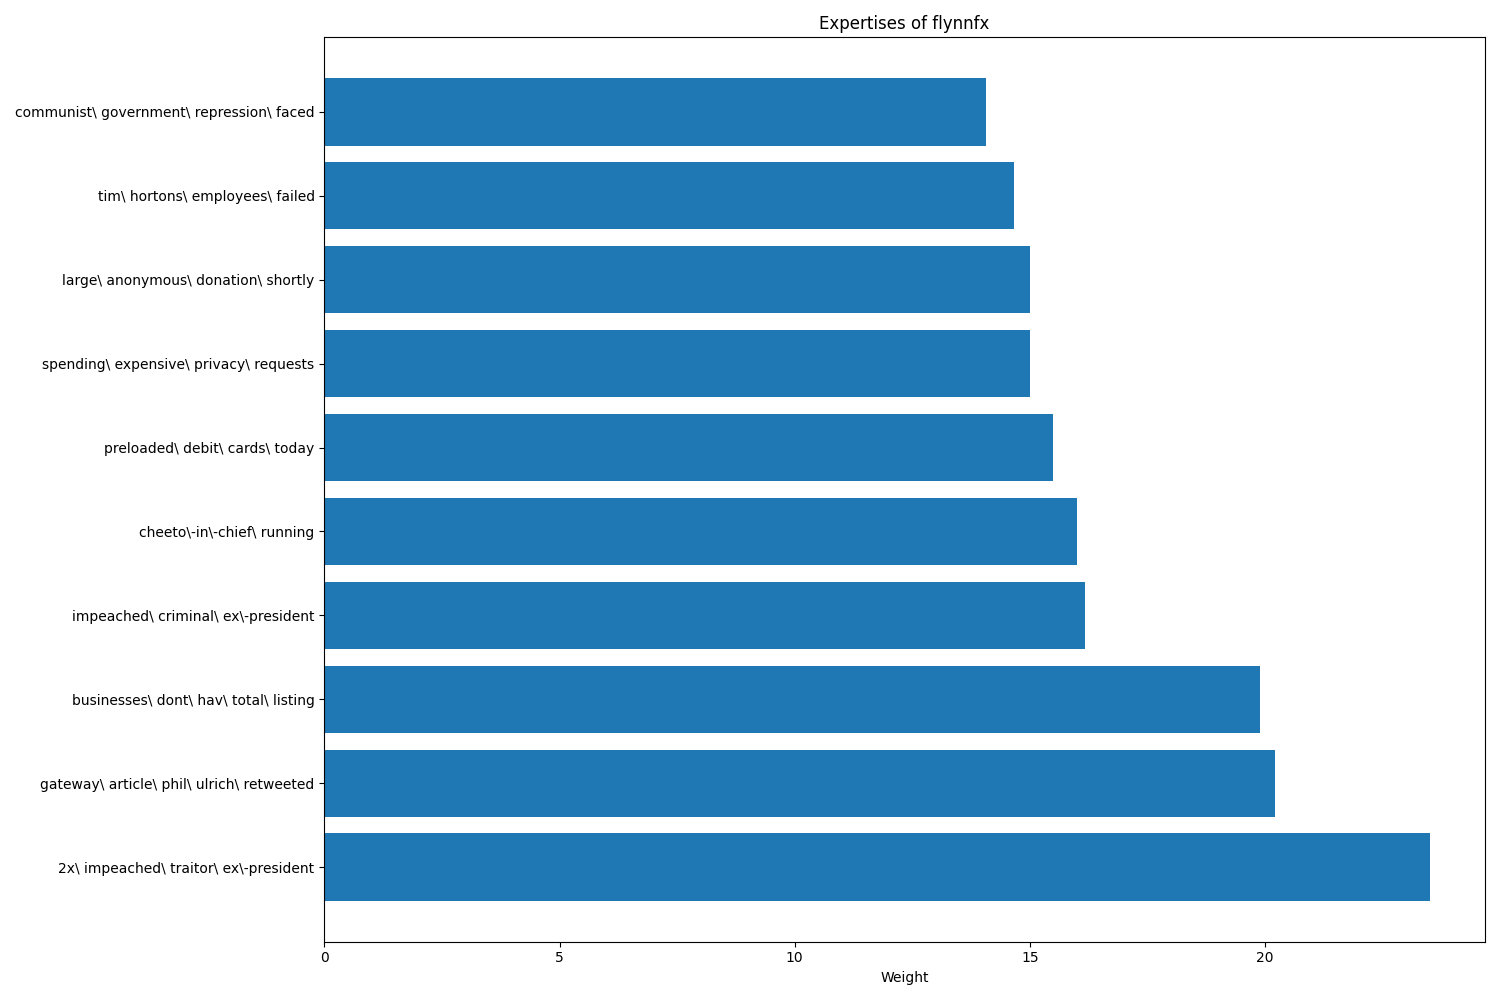 Expertises of flynnfx
communist\ government\ repression\ faced
tim\ hortons\ employees\ failed
large\ anonymous\ donation\ shortly
spending\ expensive\ privacy\ requests
preloaded\ debit\ cards\ today
cheeto\-in\-chief\ running
impeached\ criminal\ ex\-president
businesses\ dont\ hav\ total\ listing
gateway\ article\ phil\ ulrich\ retweeted
2x\ impeached\ traitor\ ex\-president
0 5 10 15 20
Weight